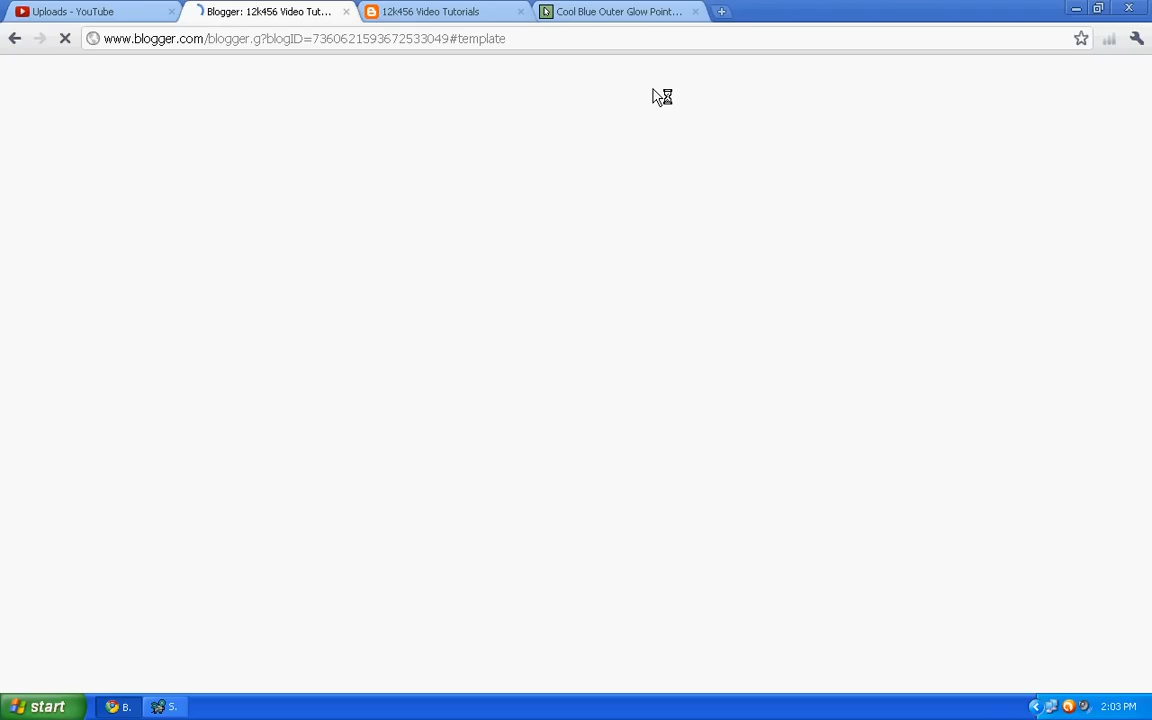 Uploads - YouTube
Blogger: 12k456 Video Tut...
12k456 Video Tutorials
Cool Blue Outer Glow Point...
www.blogger.com/blogger.g?blogID=7360621593672533049#template
start
B.
S.
2:03 PM